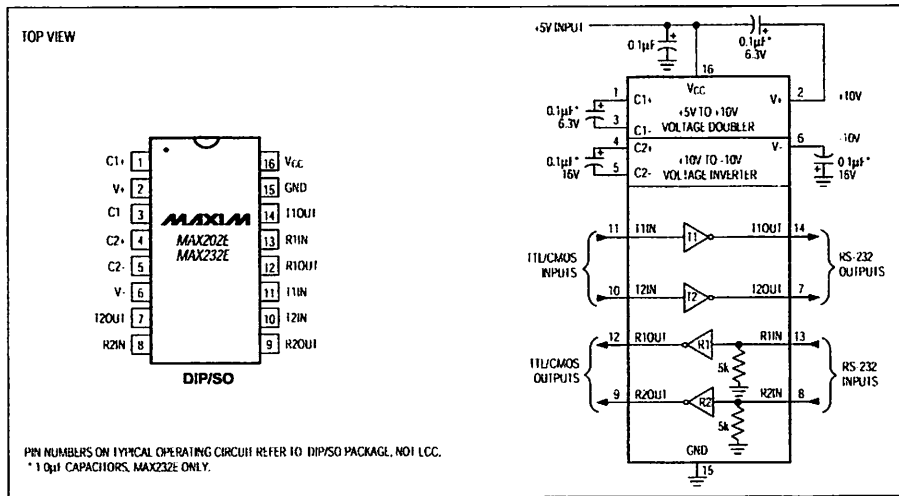 TOP VIEW
C1+ 1
V+ 2
C1 3
C2+ 4
C2- 5
V- 6
T2OUT 7
R2IN 8
MAXIM
MAX202E
MAX232E
16 VCC
15 GND
14 T1OUT
13 R1IN
12 R1OUT
11 T1IN
10 T2IN
9 R2OUT
DIP/SO
+5V INPUT
0.1µF
0.1µF*
6.3V
16
VCC
1 C1+
0.1µF*
6.3V
3 C1-
+5V TO +10V
VOLTAGE DOUBLER
V+ 2 +10V
4 C2+
0.1µF*
16V
5 C2-
+10V TO -10V
VOLTAGE INVERTER
V- 6 -10V
0.1µF*
16V
TTL/CMOS
INPUTS
11 T1IN T1 T1OUT 14
10 T2IN T2 T2OUT 7
RS-232
OUTPUTS
TTL/CMOS
OUTPUTS
12 R1OUT R1 R1IN 13
5k
9 R2OUT R2 R2IN 8
5k
RS-232
INPUTS
GND
15
PIN NUMBERS ON TYPICAL OPERATING CIRCUIT REFER TO DIP/SO PACKAGE, NOT LCC.
* 1 0µF CAPACITORS, MAX232E ONLY.